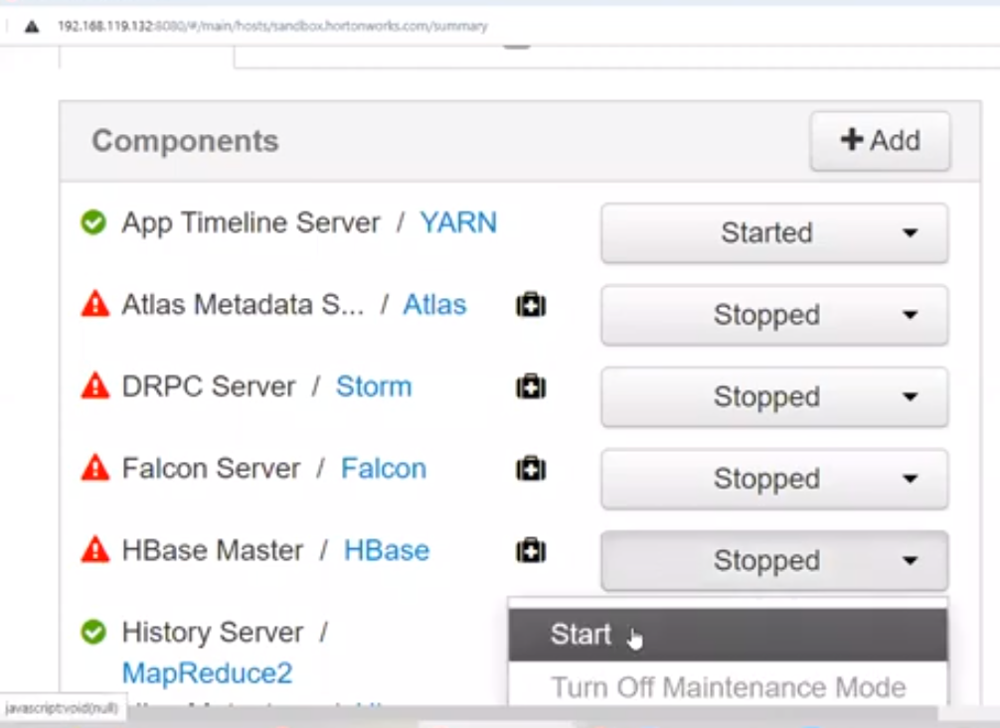 192.168.119.132:8080/#/main/hosts/sandbox.hortonworks.com/summary
Components
Add
App Timeline Server / YARN
Started
Atlas Metadata S... / Atlas
Stopped
DRPC Server / Storm
Stopped
Falcon Server / Falcon
Stopped
HBase Master / HBase
Stopped
History Server /
MapReduce2
Start
Turn Off Maintenance Mode
javascript:void(null)